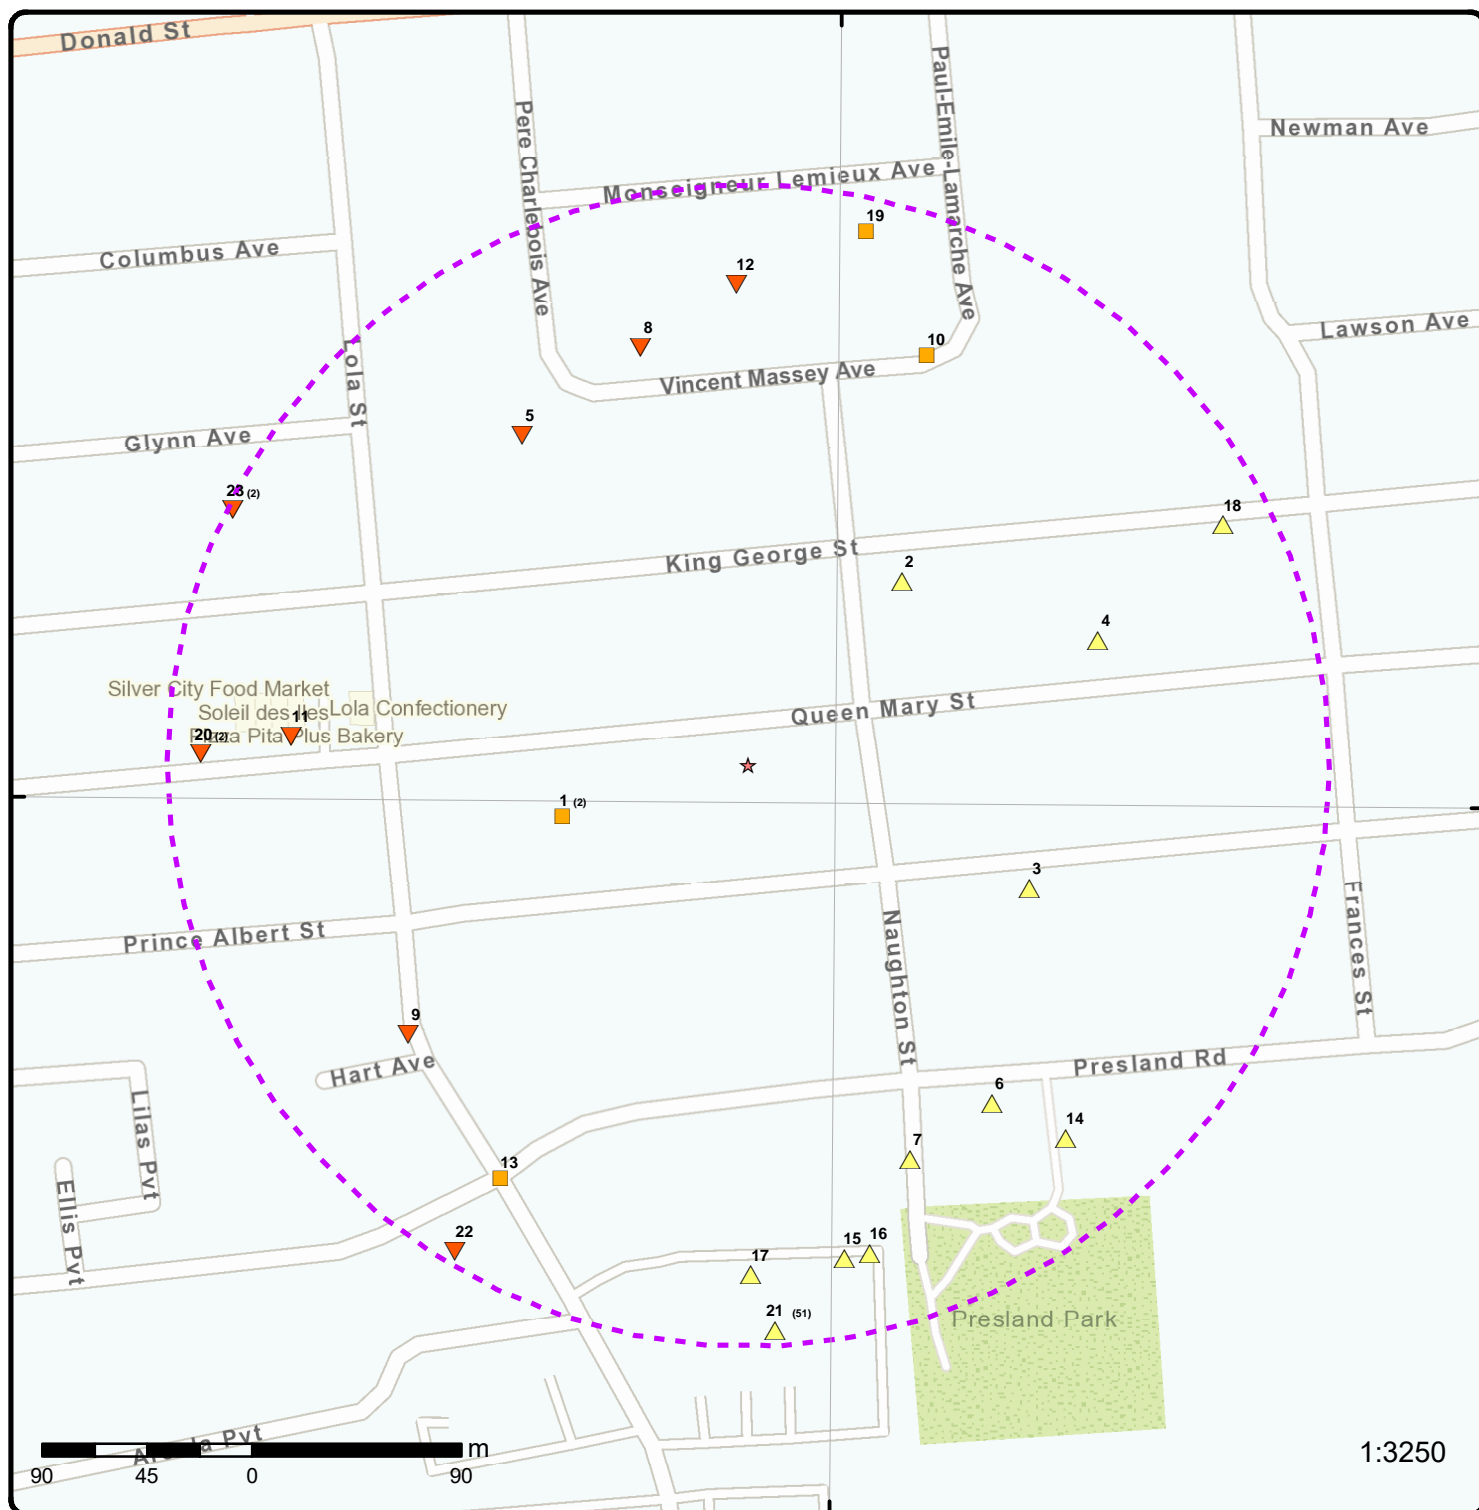 Donald St
Newman Ave
Pere Charlebois Ave
Paul-Emile-Lamarche Ave
Monseigneur Lemieux Ave
19
Columbus Ave
12
Lawson Ave
8
10
Lola St
Vincent Massey Ave
5
Glynn Ave
23 (2)
18
King George St
2
4
Silver City Food Market
Soleil des Iles
Lola Confectionery
11
Plaza Pita Plus Bakery
20 (2)
Queen Mary St
1 (2)
3
Prince Albert St
Naughton St
Frances St
9
Hart Ave
Presland Rd
Lilas Pvt
6
14
7
13
Ellis Pvt
22
15
16
17
21 (51)
Presland Park
Pvt
m
90
45
0
90
1:3250